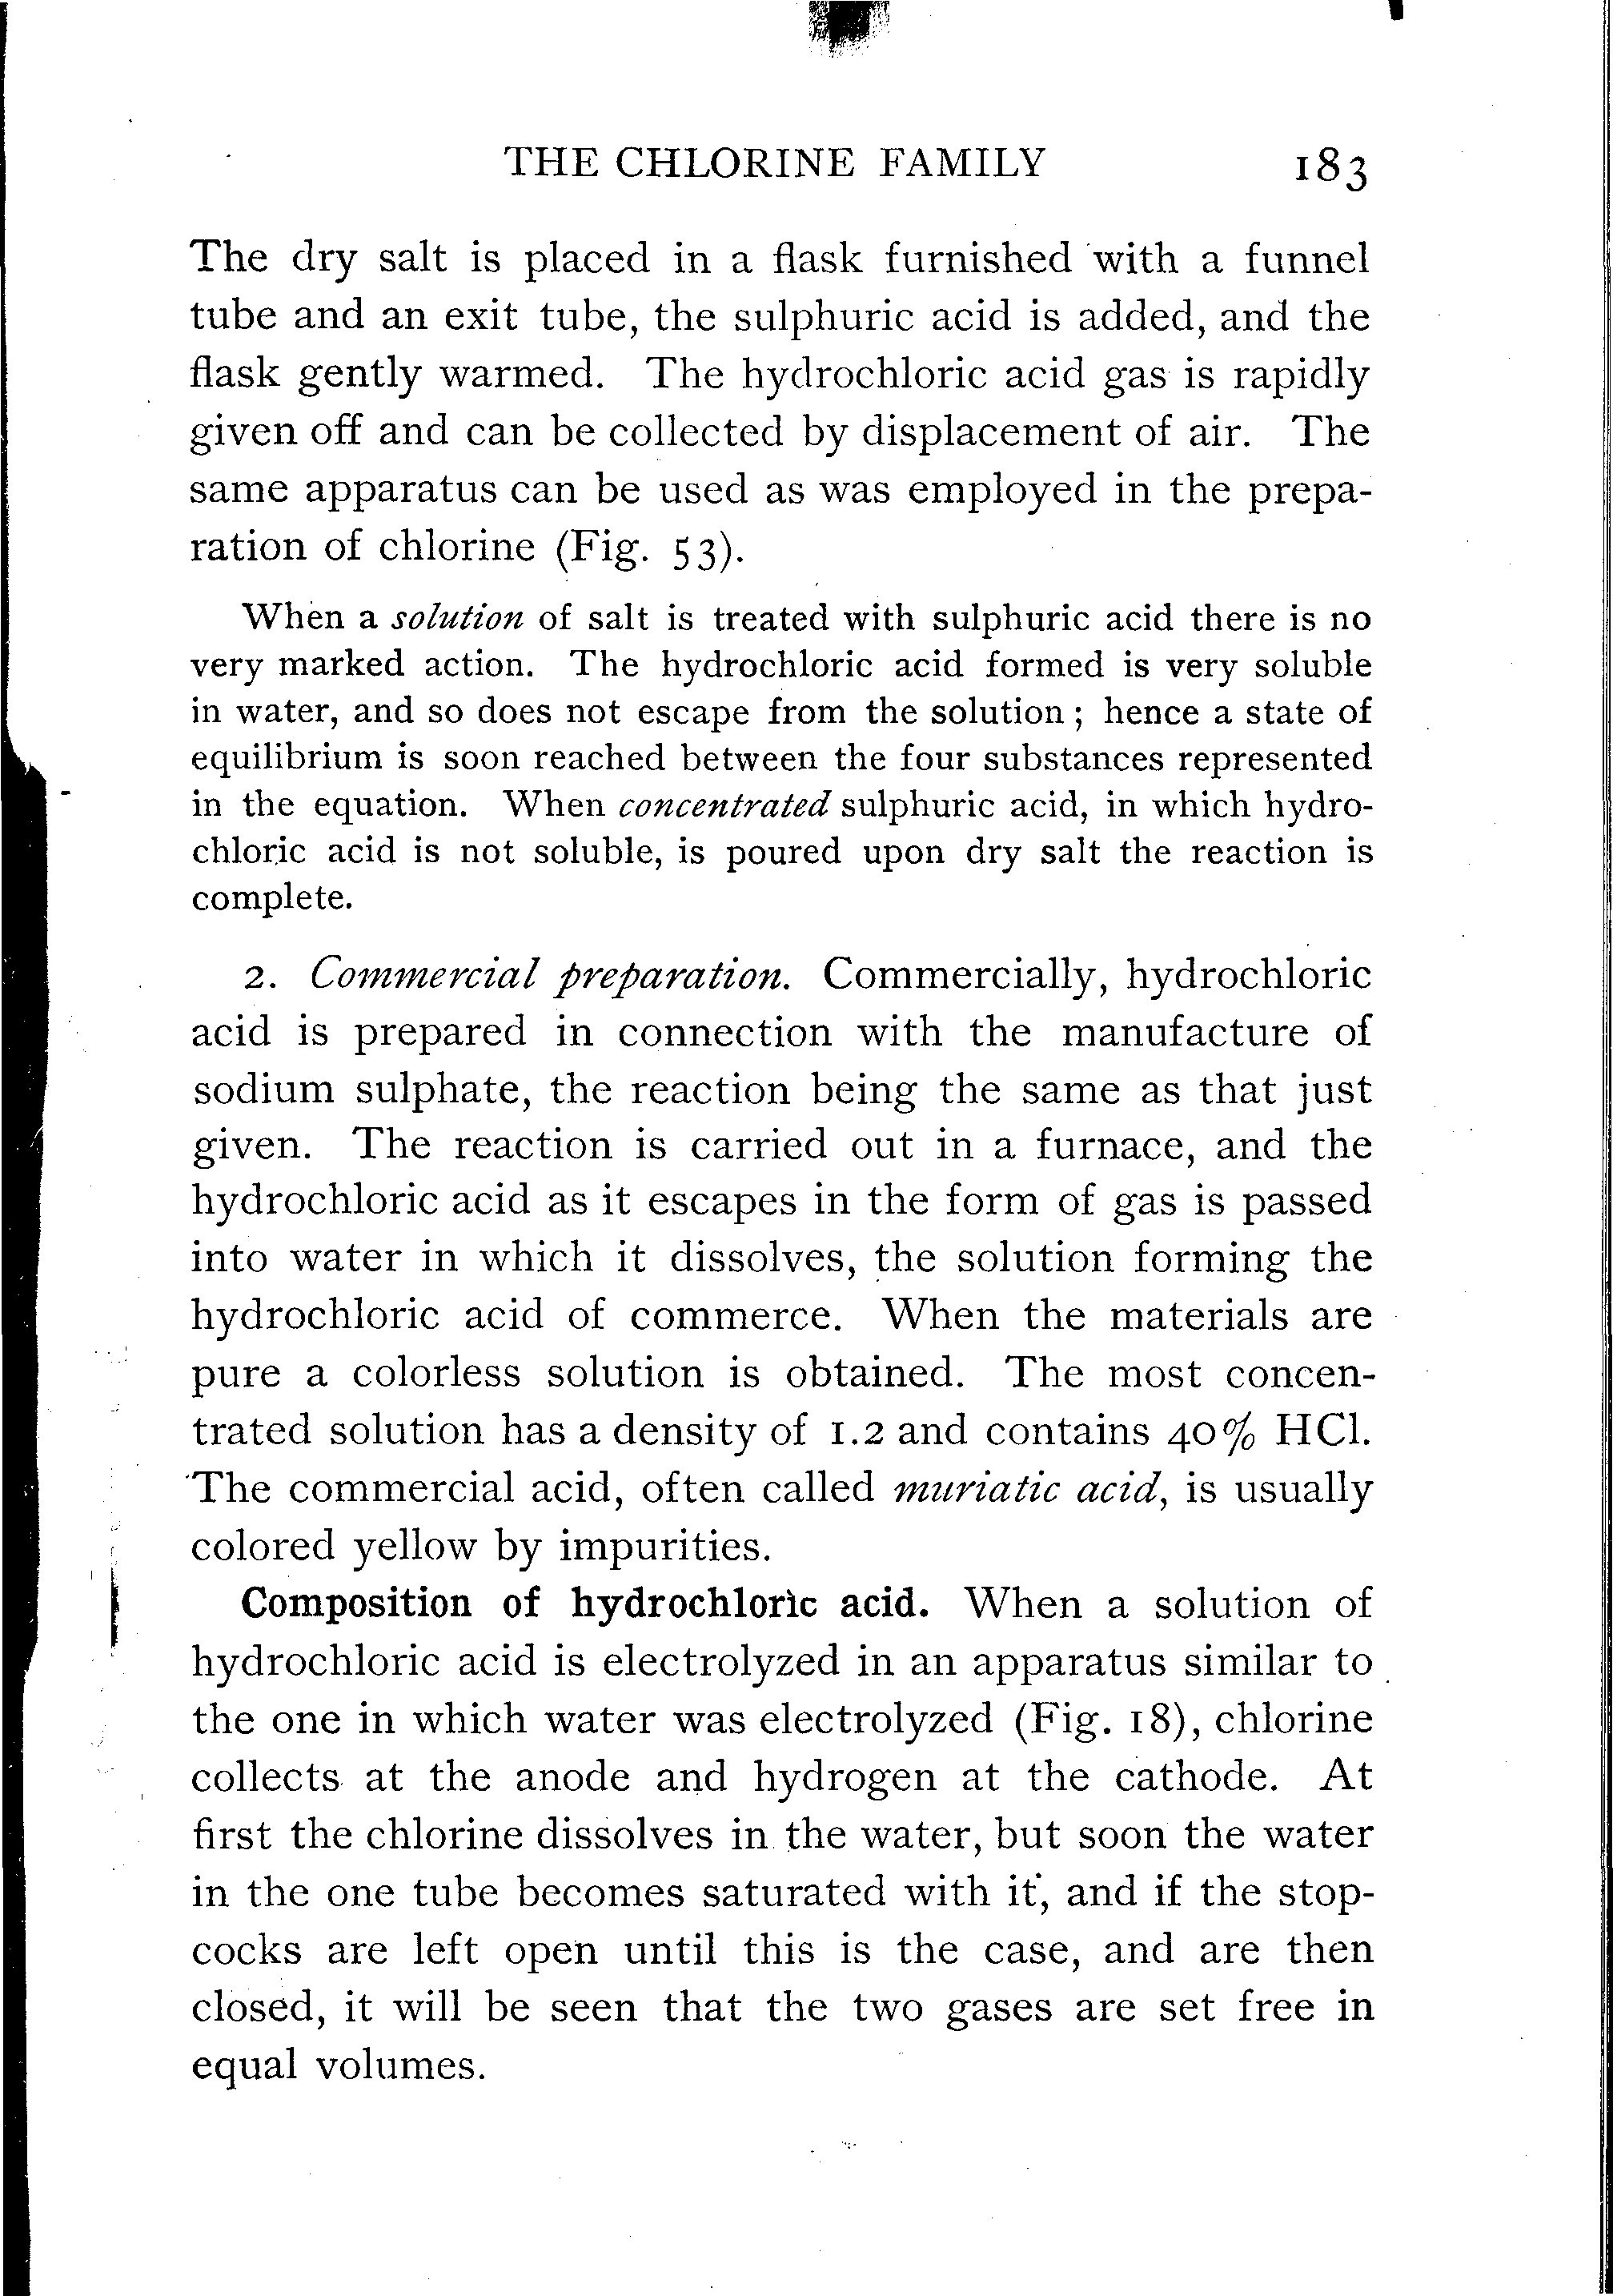 THE CHLORINE FAMILY 183
The dry salt is placed in a flask furnished with a funnel
tube and an exit tube, the sulphuric acid is added, and the
flask gently warmed. The hydrochloric acid gas is rapidly
given off and can be collected by displacement of air. The
same apparatus can be used as was employed in the prepa-
ration of chlorine (Fig. 53).
When a solution of salt is treated with sulphuric acid there is no
very marked action. The hydrochloric acid formed is very soluble
in water, and so does not escape from the solution; hence a state of
equilibrium is soon reached between the four substances represented
in the equation. When concentrated sulphuric acid, in which hydro-
chloric acid is not soluble, is poured upon dry salt the reaction is
complete.
2. Commercial preparation. Commercially, hydrochloric
acid is prepared in connection with the manufacture of
sodium sulphate, the reaction being the same as that just
given. The reaction is carried out in a furnace, and the
hydrochloric acid as it escapes in the form of gas is passed
into water in which it dissolves, the solution forming the
hydrochloric acid of commerce. When the materials are
pure a colorless solution is obtained. The most concen-
trated solution has a density of 1.2 and contains 40% HCl.
The commercial acid, often called muriatic acid, is usually
colored yellow by impurities.
Composition of hydrochloric acid. When a solution of
hydrochloric acid is electrolyzed in an apparatus similar to
the one in which water was electrolyzed (Fig. 18), chlorine
collects at the anode and hydrogen at the cathode. At
first the chlorine dissolves in the water, but soon the water
in the one tube becomes saturated with it, and if the stop-
cocks are left open until this is the case, and are then
closed, it will be seen that the two gases are set free in
equal volumes.